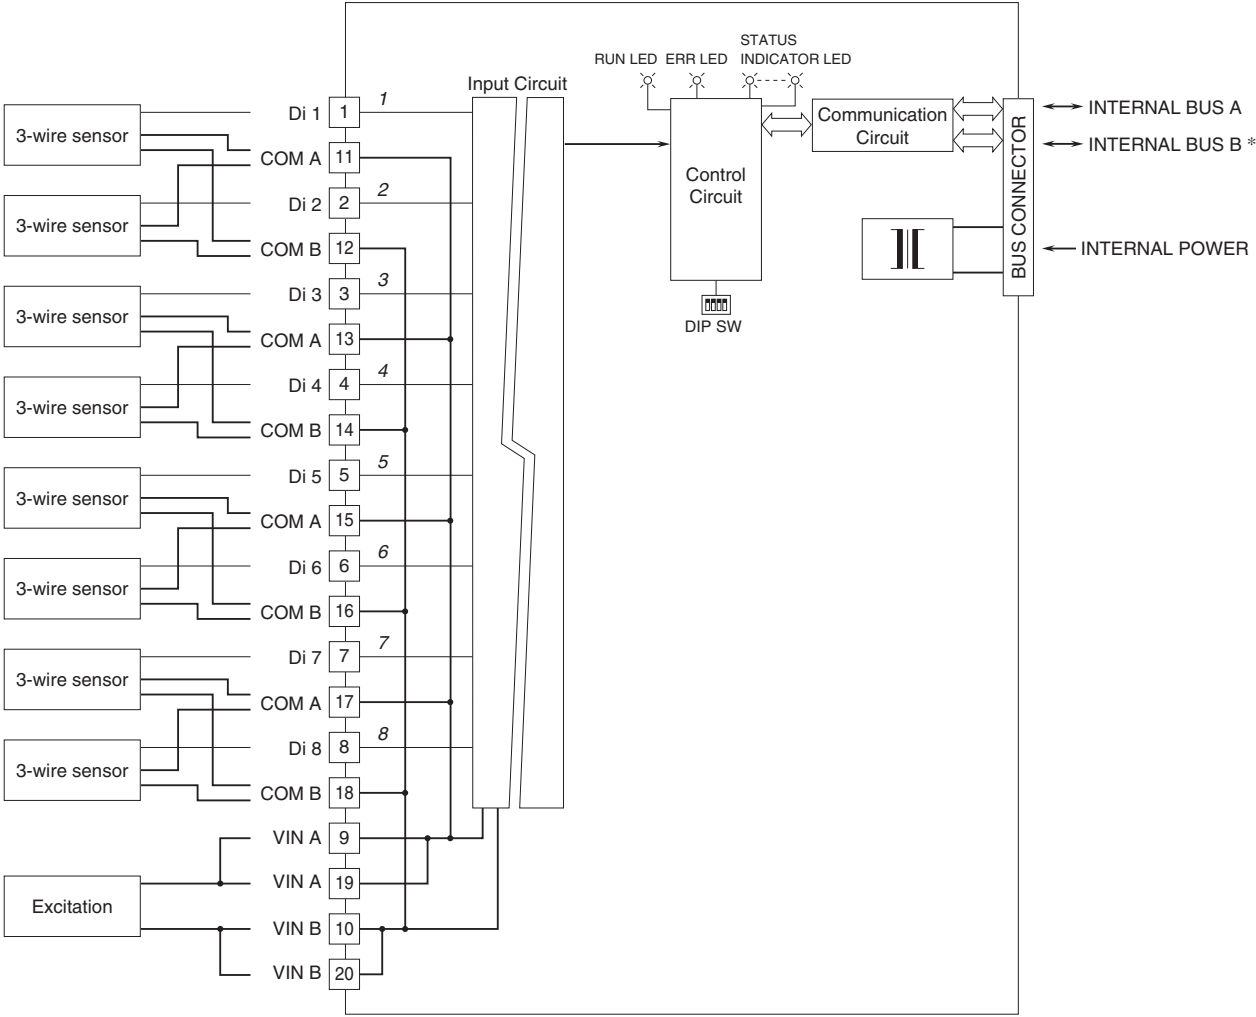 STATUS
RUN LED ERR LED INDICATOR LED
Input Circuit
3-wire sensor Di 1 1 1
COM A 11
3-wire sensor Di 2 2 2
COM B 12
3-wire sensor Di 3 3 3
COM A 13
3-wire sensor Di 4 4 4
COM B 14
3-wire sensor Di 5 5 5
COM A 15
3-wire sensor Di 6 6 6
COM B 16
3-wire sensor Di 7 7 7
COM A 17
3-wire sensor Di 8 8 8
COM B 18
VIN A 9
Excitation
VIN A 19
VIN B 10
VIN B 20
Control
Circuit
DIP SW
Communication
Circuit
BUS CONNECTOR
INTERNAL BUS A
INTERNAL BUS B *
INTERNAL POWER